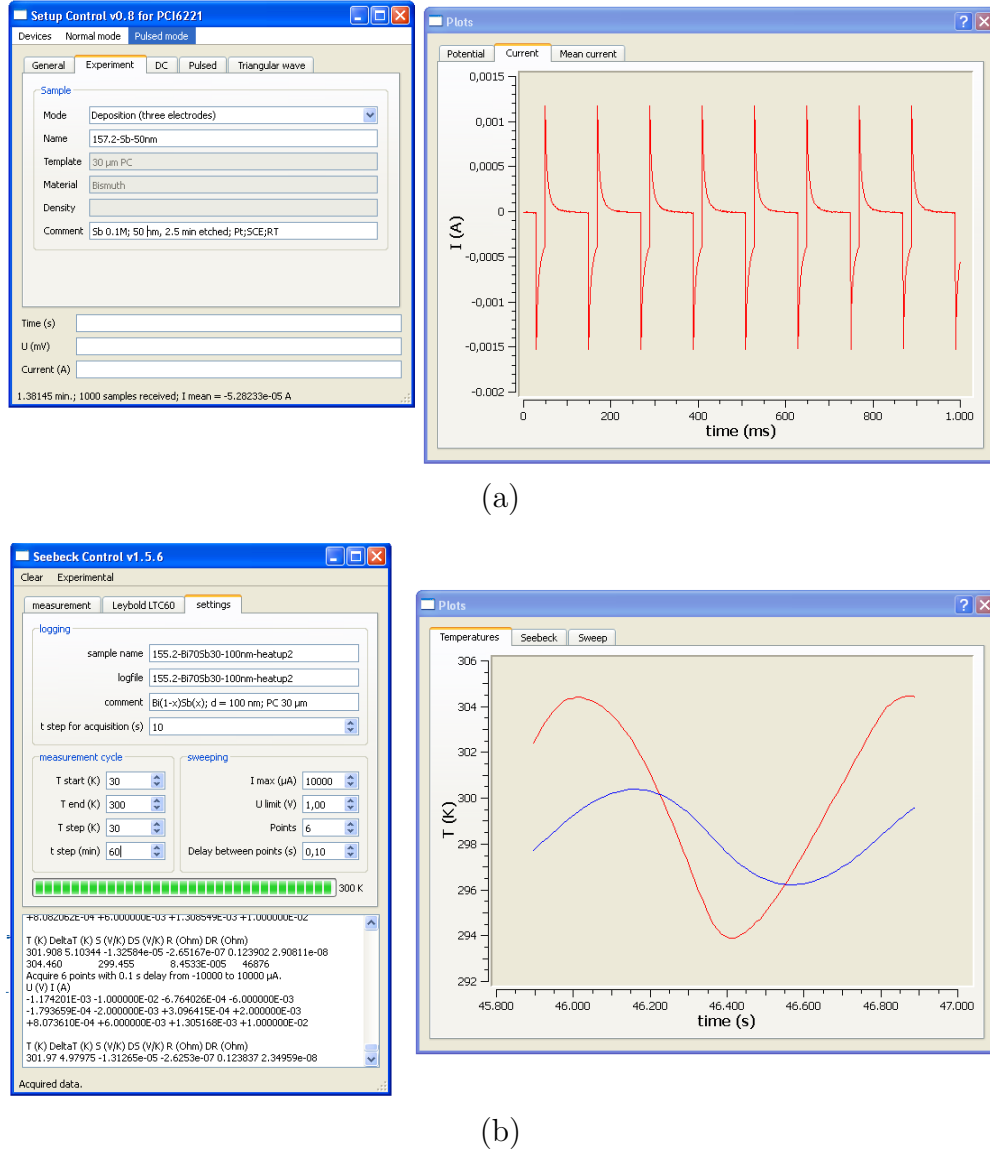 Setup Control v0.8 for PCI6221
Devices Normal mode Pulsed mode
General Experiment DC Pulsed Triangular wave
Sample
Mode Deposition (three electrodes)
Name 157.2-Sb-50nm
Template 30 µm PC
Material Bismuth
Density
Comment Sb 0.1M; 50 nm, 2.5 min etched; Pt;SCE;RT
Time (s)
U (mV)
Current (A)
1.38145 min.; 1000 samples received; I mean = -5.28233e-05 A
Plots
Potential Current Mean current
0,0015
0,001
0,0005
0
-0,0005
-0,001
-0,0015
-0.002
I (A)
0 200 400 600 800 1.000
time (ms)
(a)
Seebeck Control v1.5.6
Clear Experimental
measurement Leybold LTC60 settings
logging
sample name 155.2-Bi70Sb30-100nm-heatup2
logfile 155.2-Bi70Sb30-100nm-heatup2
comment Bi(1-x)Sb(x); d = 100 nm; PC 30 µm
t step for acquisition (s) 10
measurement cycle
T start (K) 30
T end (K) 300
T step (K) 30
t step (min) 60
sweeping
I max (µA) 10000
U limit (V) 1,00
Points 6
Delay between points (s) 0,10
300 K
+8.082062E-04 +6.000000E-03 +1.308549E-03 +1.000000E-02
T (K) DeltaT (K) S (V/K) DS (V/K) R (Ohm) DR (Ohm)
301.908 5.10344 -1.32584e-05 -2.65167e-07 0.123902 2.90811e-08
304.460 299.455 8.4533E-005 46876
Acquire 6 points with 0.1 s delay from -10000 to 10000 µA.
U (V) I (A)
-1.174201E-03 -1.000000E-02 -6.764026E-04 -6.000000E-03
-1.793659E-04 -2.000000E-03 +3.096415E-04 +2.000000E-03
+8.073610E-04 +6.000000E-03 +1.305168E-03 +1.000000E-02
T (K) DeltaT (K) S (V/K) DS (V/K) R (Ohm) DR (Ohm)
301.97 4.97975 -1.31265e-05 -2.6253e-07 0.123837 2.34959e-08
Acquired data.
Plots
Temperatures Seebeck Sweep
306
304
302
300
298
296
294
292
T (K)
45.800 46.000 46.200 46.400 46.600 46.800 47.000
time (s)
(b)